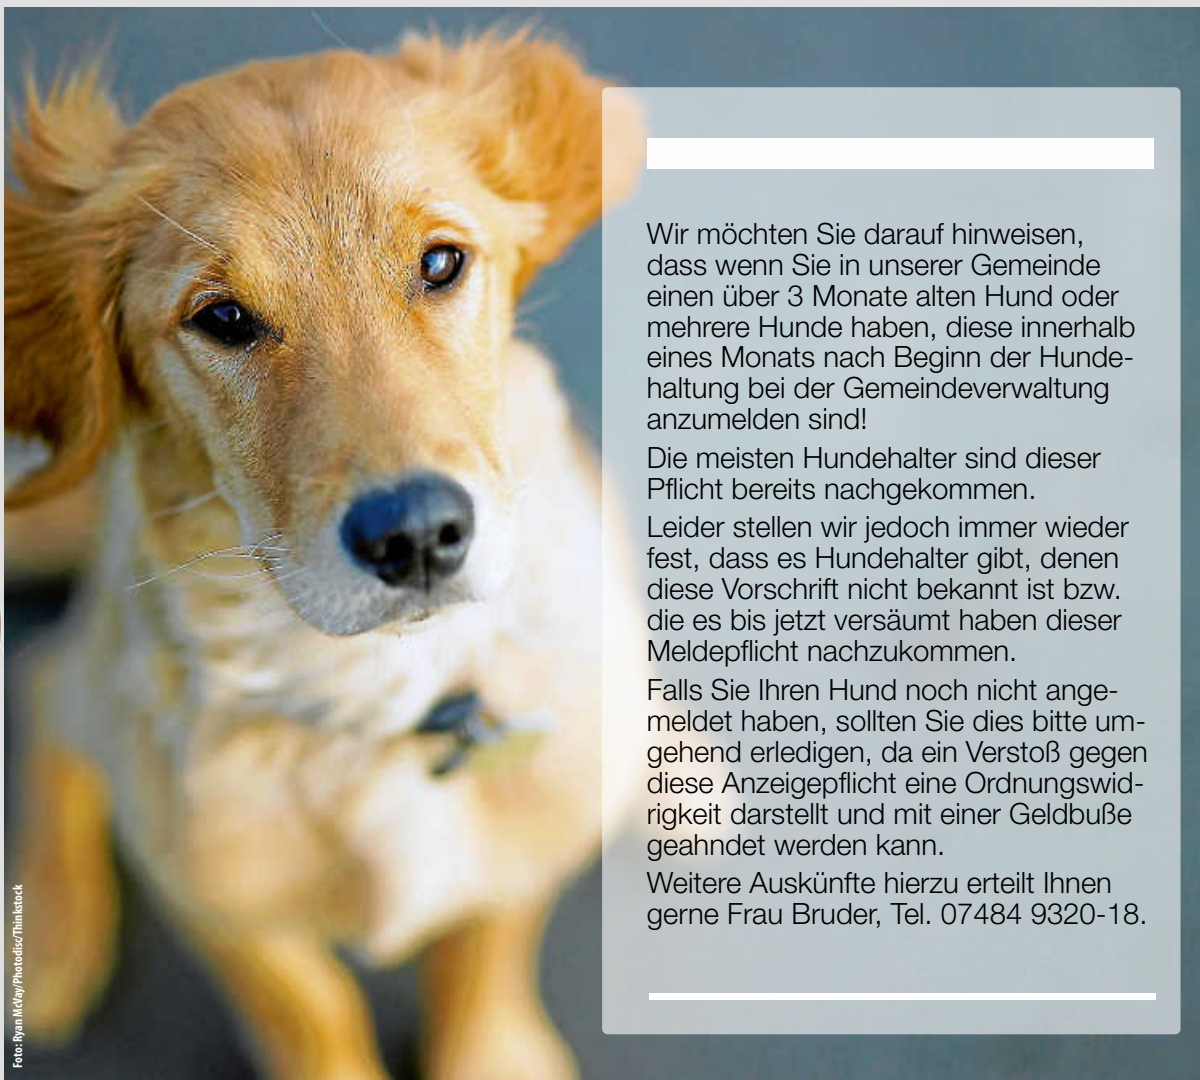 Wir möchten Sie darauf hinweisen,
dass wenn Sie in unserer Gemeinde
einen über 3 Monate alten Hund oder
mehrere Hunde haben, diese innerhalb
eines Monats nach Beginn der Hunde-
haltung bei der Gemeindeverwaltung
anzumelden sind!
Die meisten Hundehalter sind dieser
Pflicht bereits nachgekommen.
Leider stellen wir jedoch immer wieder
fest, dass es Hundehalter gibt, denen
diese Vorschrift nicht bekannt ist bzw.
die es bis jetzt versäumt haben dieser
Meldepflicht nachzukommen.
Falls Sie Ihren Hund noch nicht ange-
meldet haben, sollten Sie dies bitte um-
gehend erledigen, da ein Verstoß gegen
diese Anzeigepflicht eine Ordnungswid-
rigkeit darstellt und mit einer Geldbuße
geahndet werden kann.
Weitere Auskünfte hierzu erteilt Ihnen
gerne Frau Bruder, Tel. 07484 9320-18.
Foto: Ryan McVay/Photodisc/Thinkstock